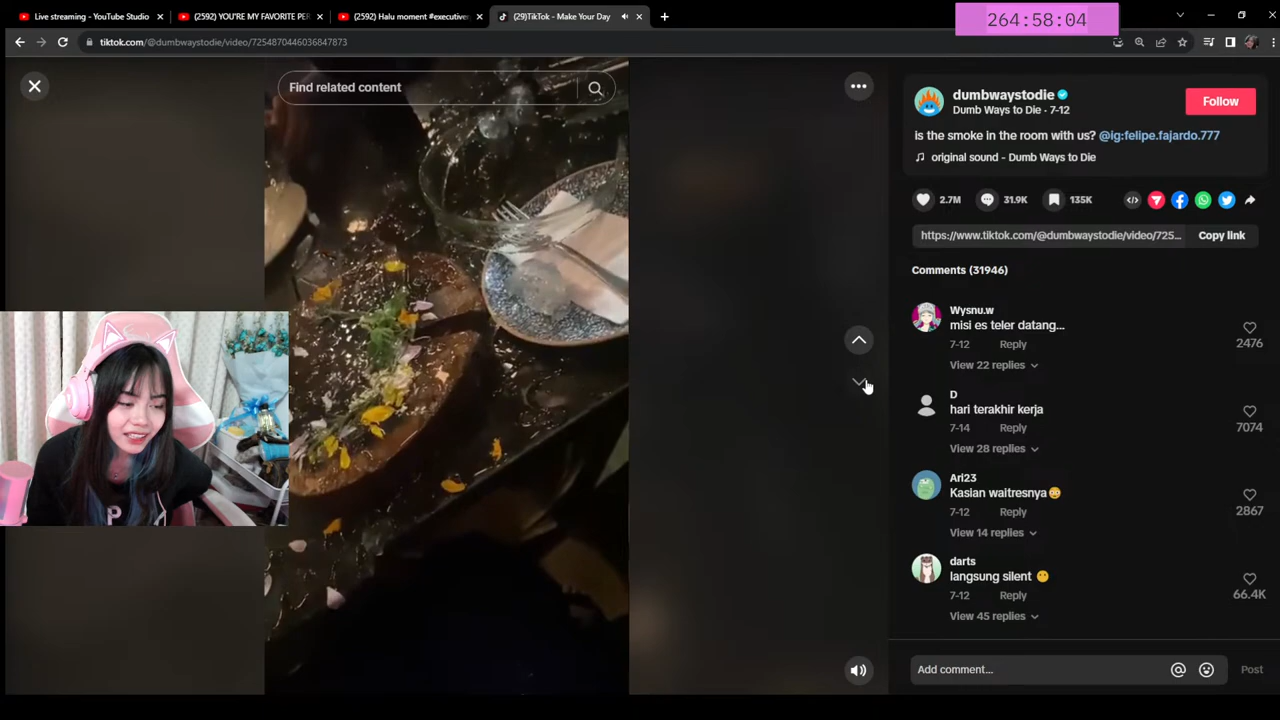 Live streaming - YouTube Studio
(2592) YOU'RE MY FAVORITE PER
(2592) Halu moment #executive
(29)TikTok - Make Your Day
264:58:04
tiktok.com/@dumbwaystodie/video/7254870446036847873
Find related content
dumbwaystodie
Dumb Ways to Die · 7-12
Follow
is the smoke in the room with us? @ig:felipe.fajardo.777
original sound - Dumb Ways to Die
2.7M
31.9K
135K
https://www.tiktok.com/@dumbwaystodie/video/725...
Copy link
Comments (31946)
Wysnu.w
misi es teler datang...
7-12 Reply
2476
View 22 replies
D
hari terakhir kerja
7-14 Reply
7074
View 28 replies
Ari23
Kasian waitresnya😳
7-12 Reply
2867
View 14 replies
darts
langsung silent 😶
7-12 Reply
66.4K
View 45 replies
Add comment...
Post